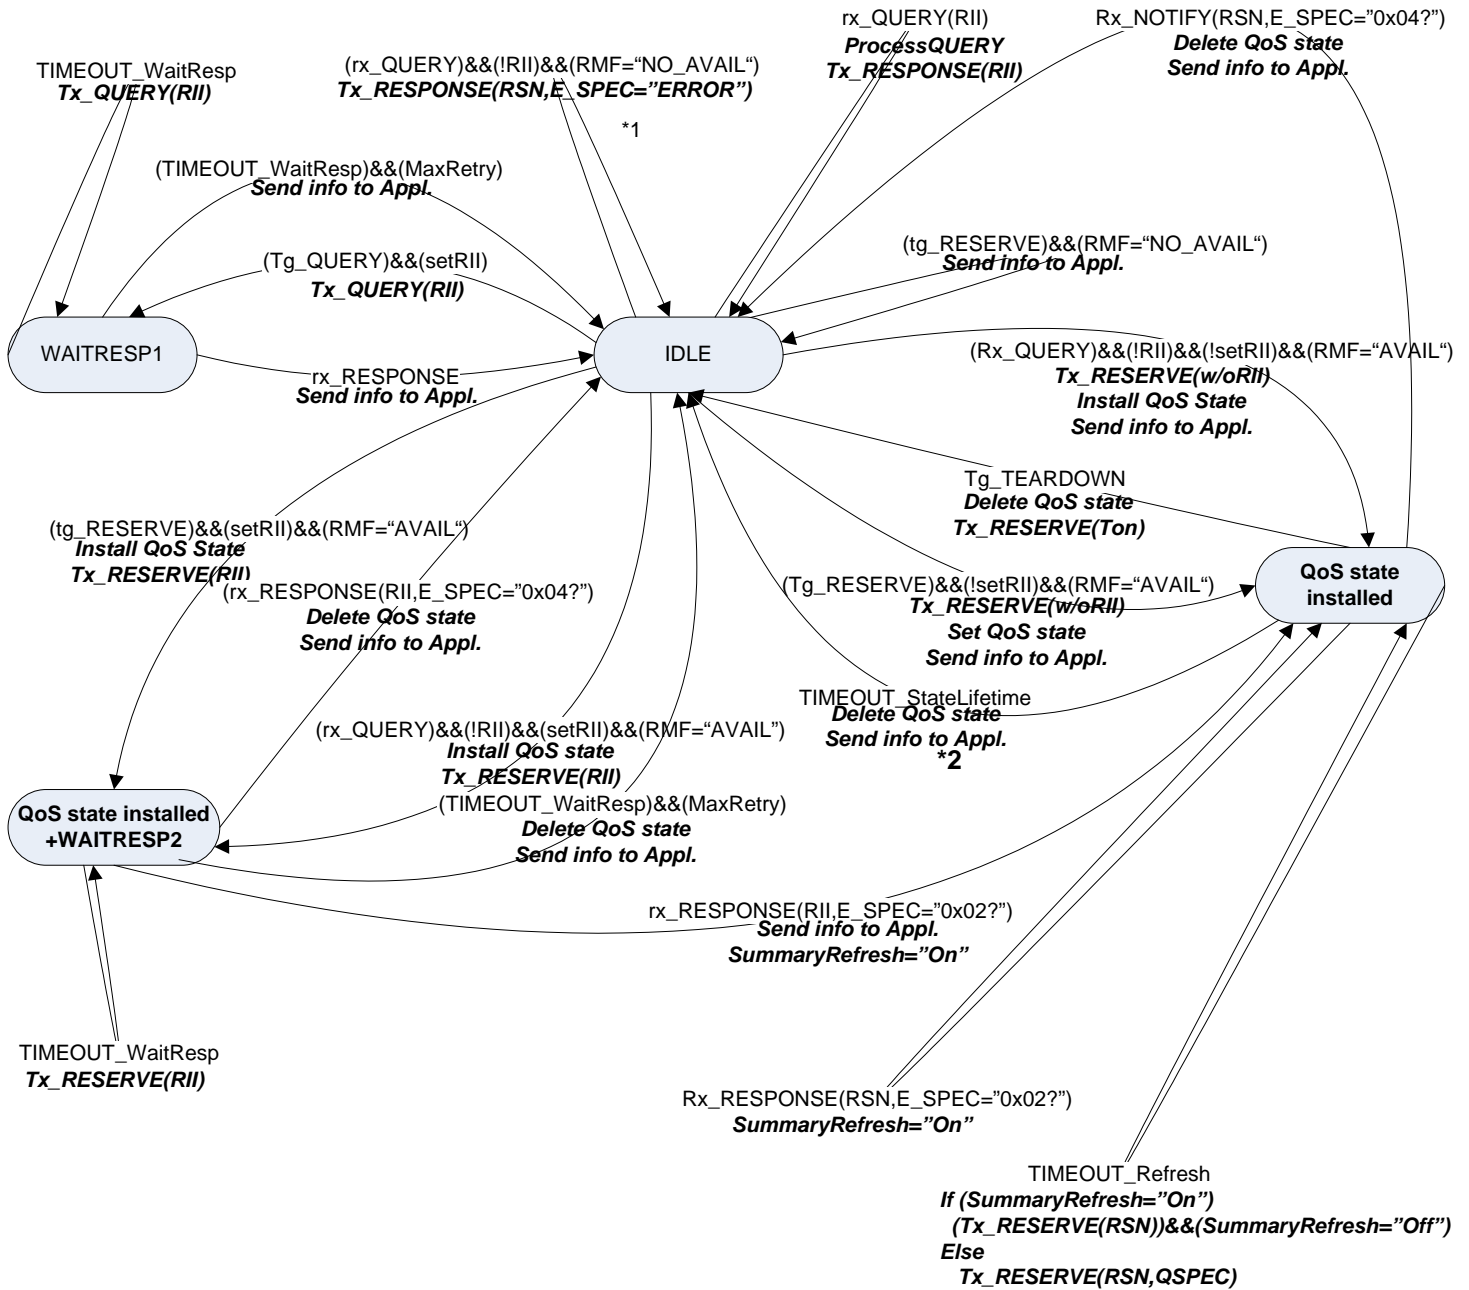 rx_QUERY(RII)
ProcessQUERY
Tx_RESPONSE(RII)
Rx_NOTIFY(RSN,E_SPEC="0x04?”)
Delete QoS state
Send info to Appl.
TIMEOUT_WaitResp
Tx_QUERY(RII)
(rx_QUERY)&&(!RII)&&(RMF=“NO_AVAIL“)
Tx_RESPONSE(RSN,E_SPEC=”ERROR”)
*1
(TIMEOUT_WaitResp)&&(MaxRetry)
Send info to Appl.
(Tg_QUERY)&&(setRII)
Tx_QUERY(RII)
(tg_RESERVE)&&(RMF=“NO_AVAIL“)
Send info to Appl.
WAITRESP1
IDLE
rx_RESPONSE
Send info to Appl.
(Rx_QUERY)&&(!RII)&&(!setRII)&&(RMF=“AVAIL“)
Tx_RESERVE(w/oRII)
Install QoS State
Send info to Appl.
Tg_TEARDOWN
Delete QoS state
Tx_RESERVE(Ton)
(tg_RESERVE)&&(setRII)&&(RMF=“AVAIL“)
Install QoS State
Tx_RESERVE(RII)
(rx_RESPONSE(RII,E_SPEC="0x04?”)
Delete QoS state
Send info to Appl.
(Tg_RESERVE)&&(!setRII)&&(RMF=“AVAIL“)
Tx_RESERVE(w/oRII)
Set QoS state
Send info to Appl.
QoS state
installed
TIMEOUT_StateLifetime
Delete QoS state
Send info to Appl.
*2
(rx_QUERY)&&(!RII)&&(setRII)&&(RMF=“AVAIL”)
Install QoS state
Tx_RESERVE(RII)
QoS state installed
+WAITRESP2
(TIMEOUT_WaitResp)&&(MaxRetry)
Delete QoS state
Send info to Appl.
rx_RESPONSE(RII,E_SPEC=”0x02?”)
Send info to Appl.
SummaryRefresh=”On”
TIMEOUT_WaitResp
Tx_RESERVE(RII)
Rx_RESPONSE(RSN,E_SPEC=”0x02?”)
SummaryRefresh=”On”
TIMEOUT_Refresh
If (SummaryRefresh=”On”)
(Tx_RESERVE(RSN))&&(SummaryRefresh=”Off”)
Else
Tx_RESERVE(RSN,QSPEC)